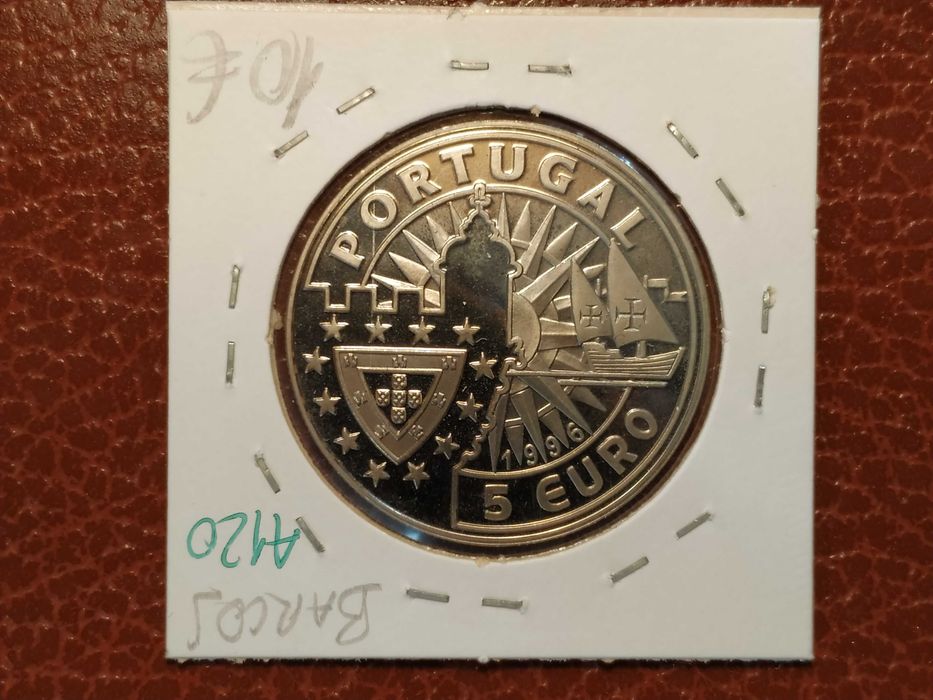 10€
PORTUGAL
1996
5 EURO
A120
BARCOS